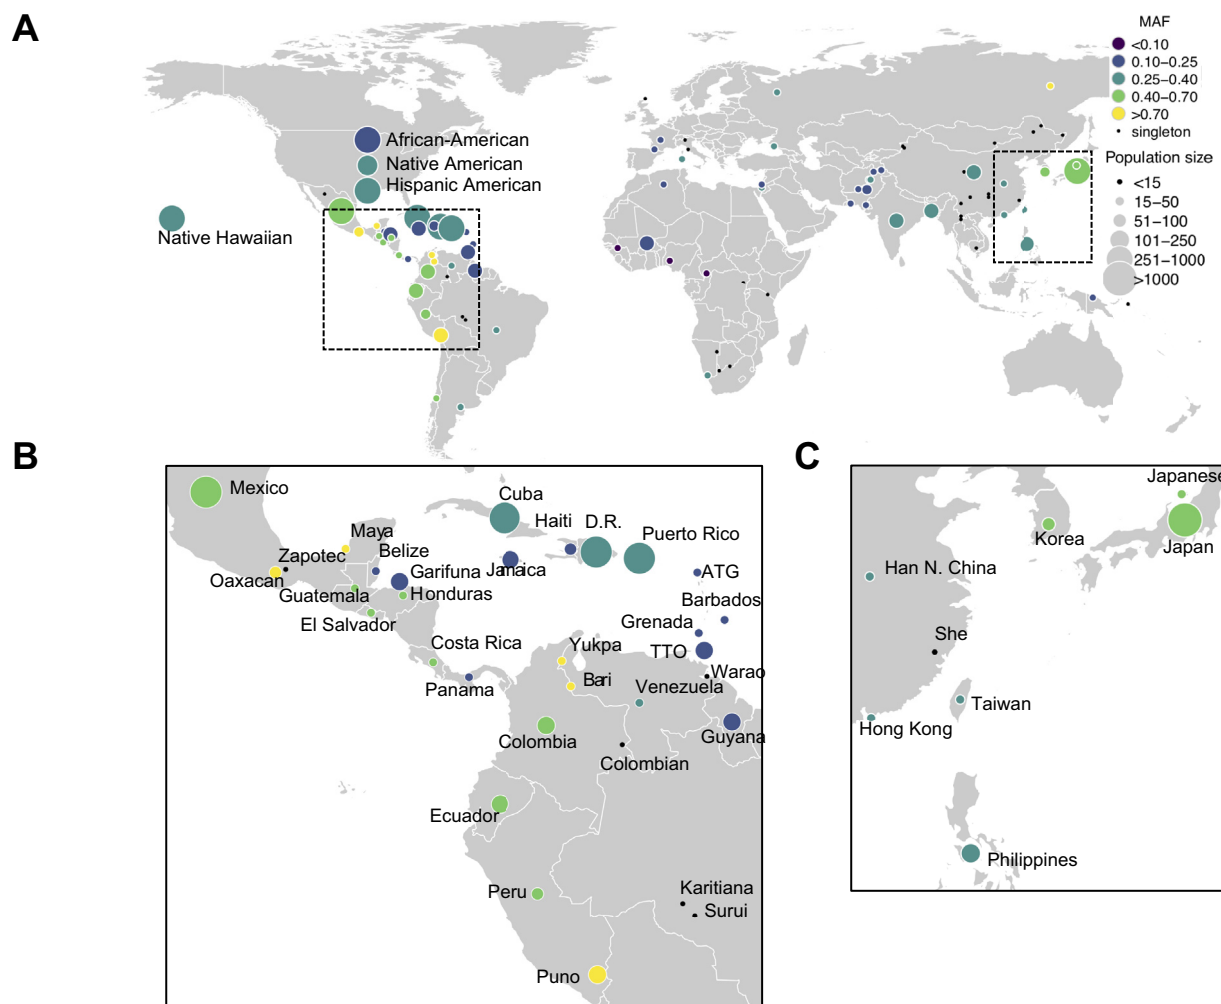 A
MAF
<0.10
0.10–0.25
0.25–0.40
0.40–0.70
>0.70
singleton
Population size
<15
15–50
51–100
101–250
251–1000
>1000
African-American
Native American
Hispanic American
Native Hawaiian
B
Mexico
Cuba
Haiti
D.R.
Puerto Rico
Maya
Zapotec
Belize
Oaxacan
Garifuna
Jamaica
ATG
Guatemala
Honduras
Barbados
El Salvador
Grenada
Costa Rica
Yukpa
TTO
Warao
Panama
Bari
Venezuela
Colombia
Guyana
Colombian
Ecuador
Peru
Karitiana
Surui
Puno
C
Japanese
Korea
Japan
Han N. China
She
Taiwan
Hong Kong
Philippines